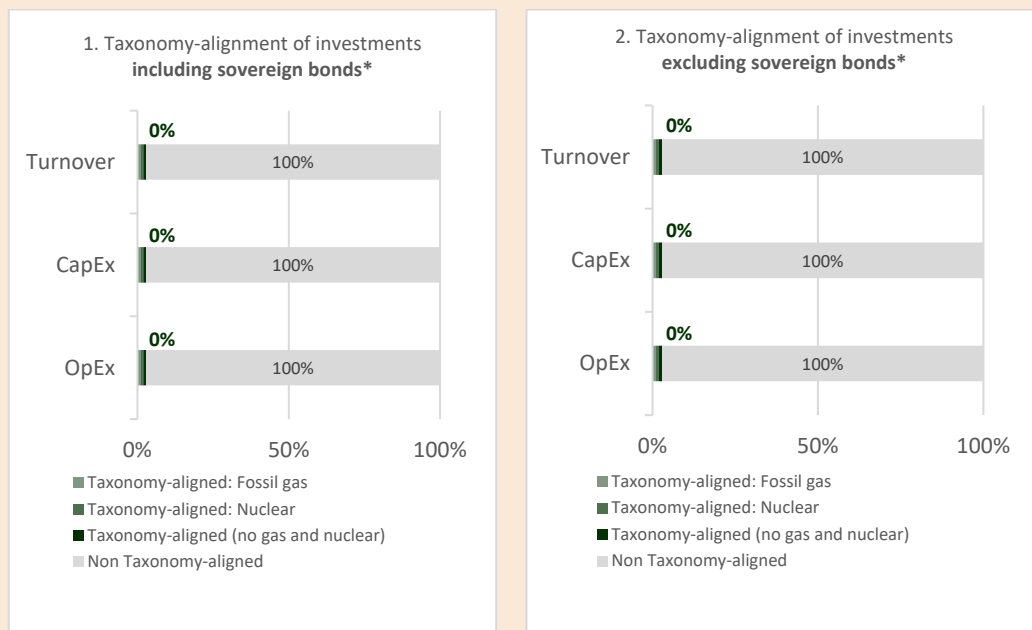 1. Taxonomy-alignment of investments
including sovereign bonds*
0%
Turnover
100%
0%
CapEx
100%
0%
OpEx
100%
0%
50%
100%
Taxonomy-aligned: Fossil gas
Taxonomy-aligned: Nuclear
Taxonomy-aligned (no gas and nuclear)
Non Taxonomy-aligned
2. Taxonomy-alignment of investments
excluding sovereign bonds*
0%
Turnover
100%
0%
CapEx
100%
0%
OpEx
100%
0%
50%
100%
Taxonomy-aligned: Fossil gas
Taxonomy-aligned: Nuclear
Taxonomy-aligned (no gas and nuclear)
Non Taxonomy-aligned